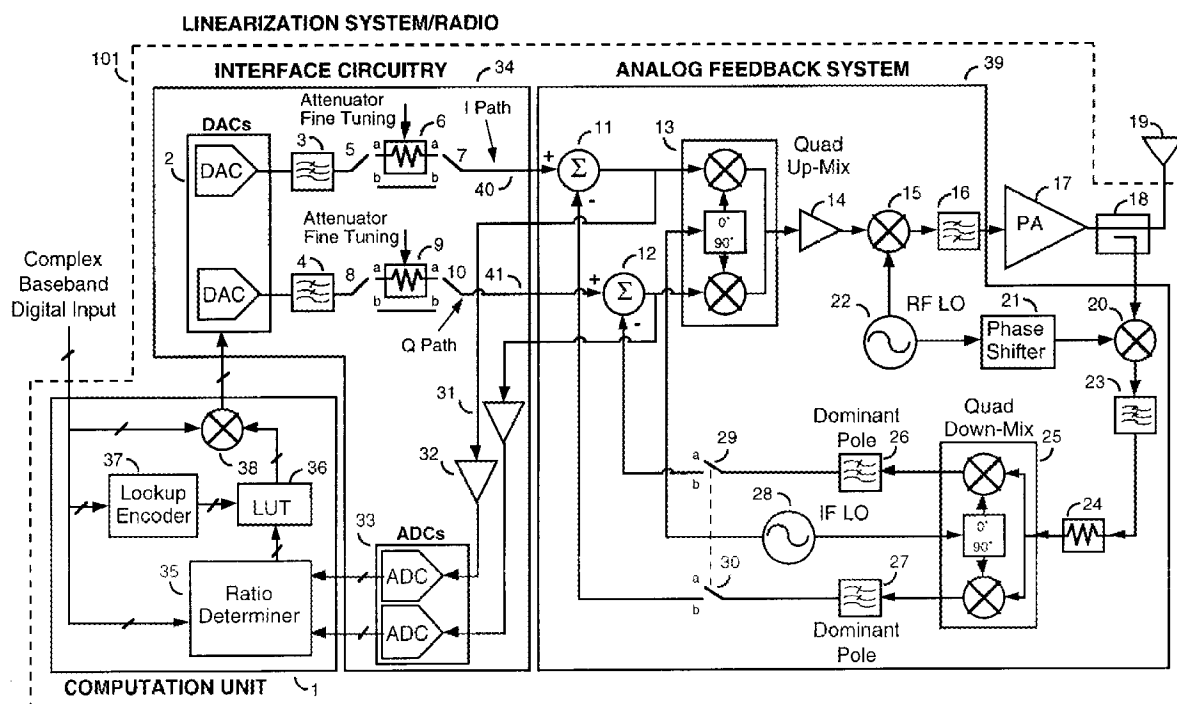 LINEARIZATION SYSTEM/RADIO
101
INTERFACE CIRCUITRY
34
ANALOG FEEDBACK SYSTEM
39
Attenuator
Fine Tuning
6
I Path
DACs
2
DAC
3
5
a
b
a
b
7
40
+
11
Σ
-
13
Quad
Up-Mix
0°
90°
14
15
16
17
PA
18
19
Attenuator
Fine Tuning
9
DAC
4
8
a
b
a
b
10
41
Q Path
+
12
Σ
-
22
RF LO
21
Phase
Shifter
20
23
Complex
Baseband
Digital Input
31
32
38
37
Lookup
Encoder
36
LUT
33
ADCs
ADC
ADC
35
Ratio
Determiner
a
b
29
Dominant
Pole
26
Quad
Down-Mix
25
28
IF LO
0°
90°
24
a
b
30
27
Dominant
Pole
COMPUTATION UNIT
1